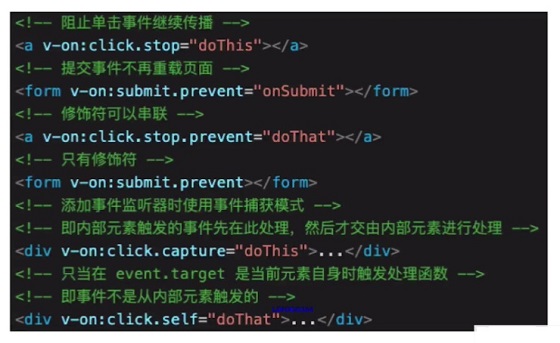 <!-- 阻止单击事件继续传播 -->
<a v-on:click.stop="doThis"></a>
<!-- 提交事件不再重载页面 -->
<form v-on:submit.prevent="onSubmit"></form>
<!-- 修饰符可以串联 -->
<a v-on:click.stop.prevent="doThat"></a>
<!-- 只有修饰符 -->
<form v-on:submit.prevent></form>
<!-- 添加事件监听器时使用事件捕获模式 -->
<!-- 即内部元素触发的事件先在此处理，然后才交由内部元素进行处理 -->
<div v-on:click.capture="doThis">...</div>
<!-- 只当在 event.target 是当前元素自身时触发处理函数 -->
<!-- 即事件不是从内部元素触发的 -->
<div v-on:click.self="doThat">...</div>